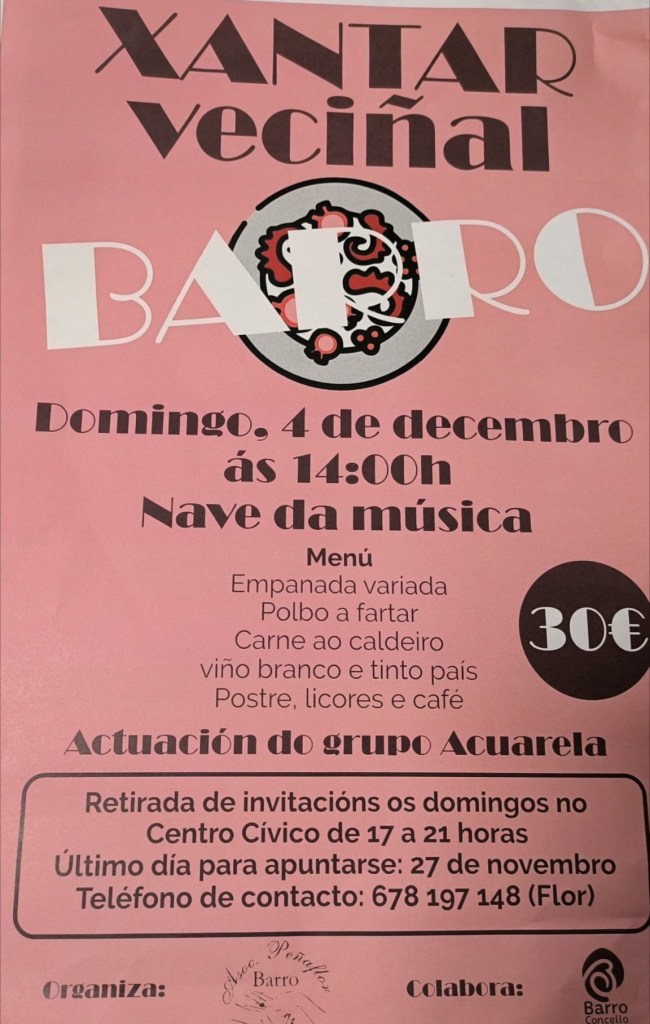 XANTAR
veciñal
BARRO
Domingo, 4 de decembro
ás 14:00h
Nave da música
Menú
Empanada variada
Polbo a fartar
Carne ao caldeiro
viño branco e tinto país
Postre, licores e café
30€
Actuación do grupo Acuarela
Retirada de invitacións os domingos no
Centro Cívico de 17 a 21 horas
Último día para apuntarse: 27 de novembro
Teléfono de contacto: 678 197 148 (Flor)
Organiza:
Asoc. Peñaflor
Barro
Colabora:
Barro
Concello